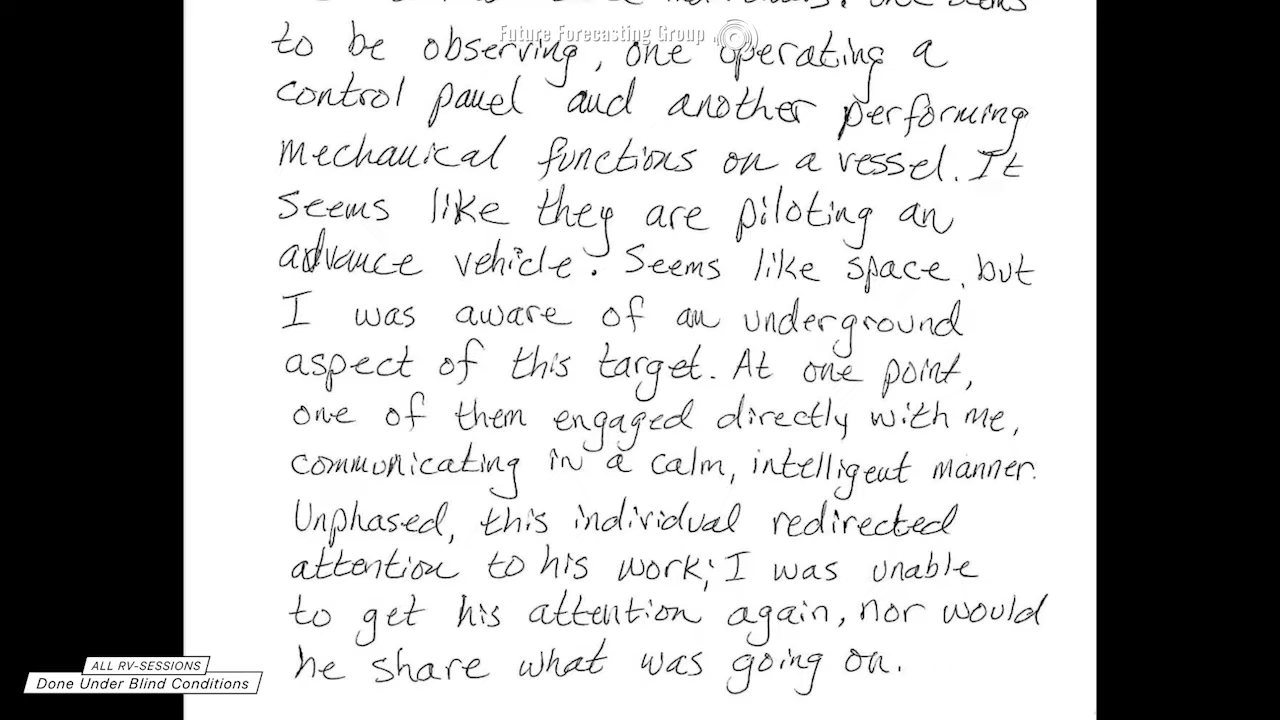 individuals. One seems
Future Forecasting Group
to be observing, one operating a
control panel and another performing
mechanical functions on a vessel. It
seems like they are piloting an
advance vehicle. Seems like space, but
I was aware of an underground
aspect of this target. At one point,
one of them engaged directly with me,
communicating in a calm, intelligent manner.
Unphased, this individual redirected
attention to his work; I was unable
to get his attention again, nor would
he share what was going on.
ALL RV-SESSIONS
Done Under Blind Conditions